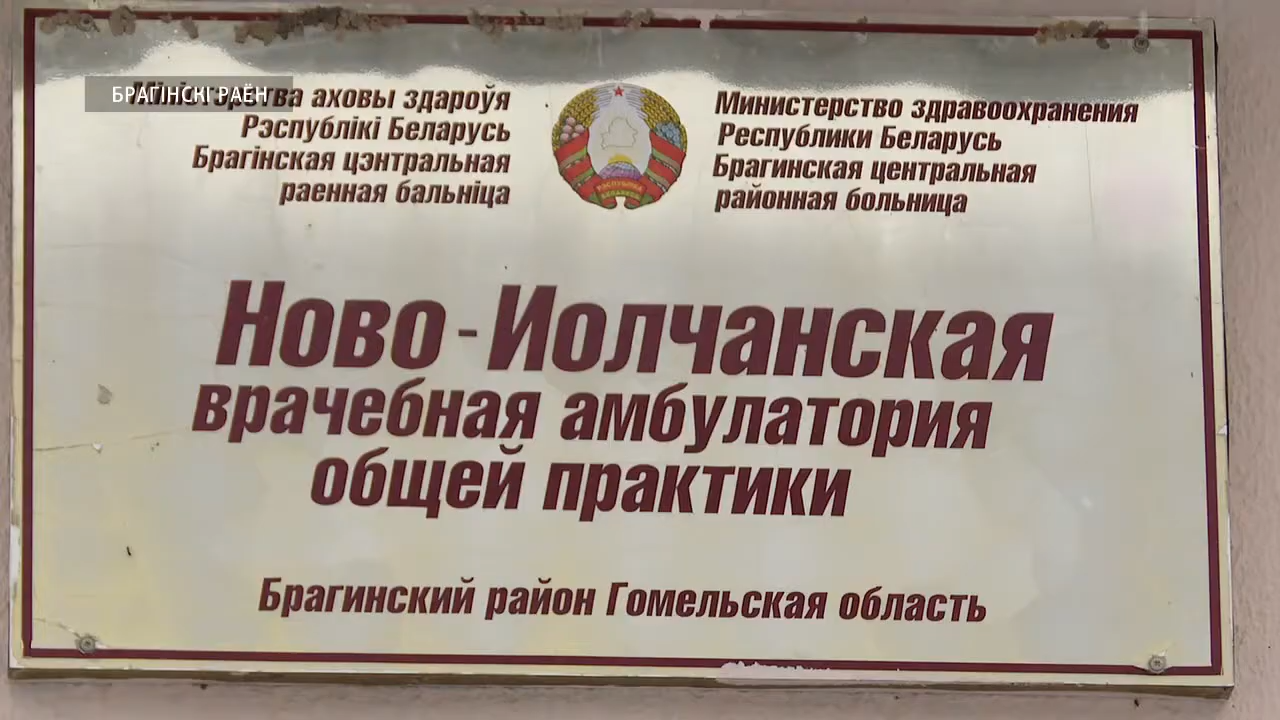 БРАГІНСКІ РАЁН
Міністэрства аховы здароўя
Рэспублікі Беларусь
Брагінская цэнтральная
раенная бальніца
Министерство здравоохранения
Республики Беларусь
Брагинская центральная
районная больница
Ново-Иолчанская
врачебная амбулатория
общей практики
Брагинский район Гомельская область